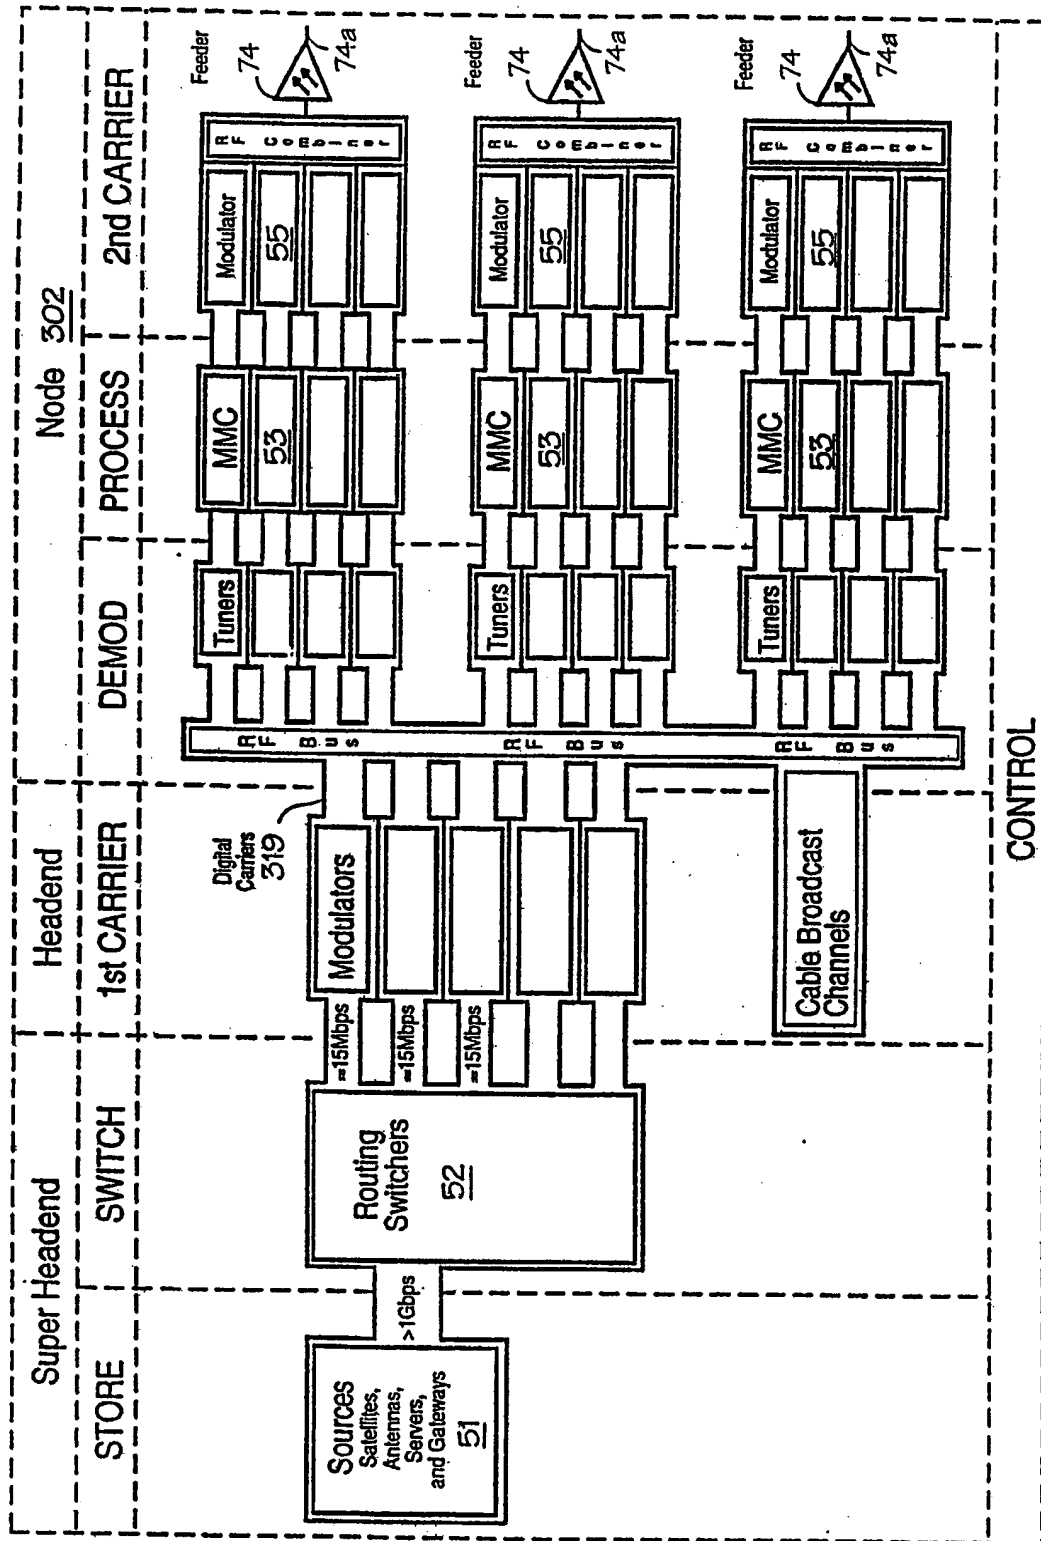 Super Headend
Headend
Node 302
STORE
SWITCH
1st CARRIER
DEMOD
PROCESS
2nd CARRIER
Sources
Satellites,
Antennas,
Servers,
and Gateways
51
>1Gbps
Routing
Switchers
52
≈15Mbps
≈15Mbps
≈15Mbps
Modulators
Digital
Carriers
319
Cable Broadcast
Channels
RF Bus
RF Bus
RF Bus
Tuners
MMC
53
Modulator
55
RF Combiner
Feeder
74
74a
Tuners
MMC
53
Modulator
55
RF Combiner
Feeder
74
74a
Tuners
MMC
53
Modulator
55
RF Combiner
Feeder
74
74a
CONTROL